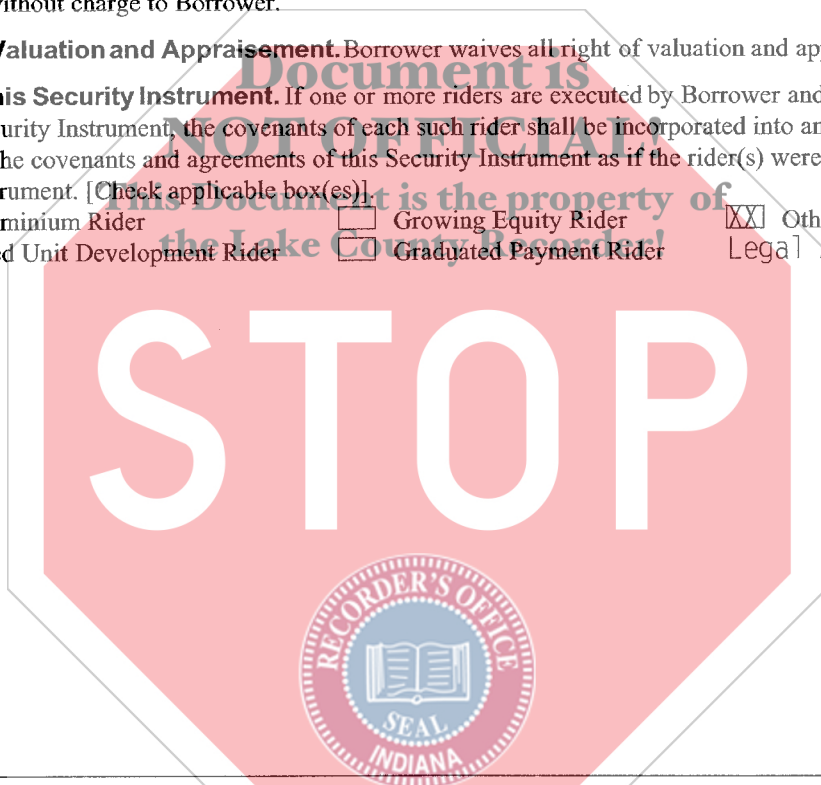 without charge to Borrower.
Valuation and Appraisement. Borrower waives all right of valuation and ap
Document is
his Security Instrument. If one or more riders are executed by Borrower and
urity Instrument, the covenants of each such rider shall be incorporated into an
NOT OFFICIAL!
he covenants and agreements of this Security Instrument as if the rider(s) were
rument. [Check applicable box(es)].
This Document is the property of
minium Rider Growing Equity Rider XX Oth
the Lake County Recorder!
d Unit Development Rider Graduated Payment Rider Legal
STOP
RECORDER'S OFFICE
SEAL
INDIANA